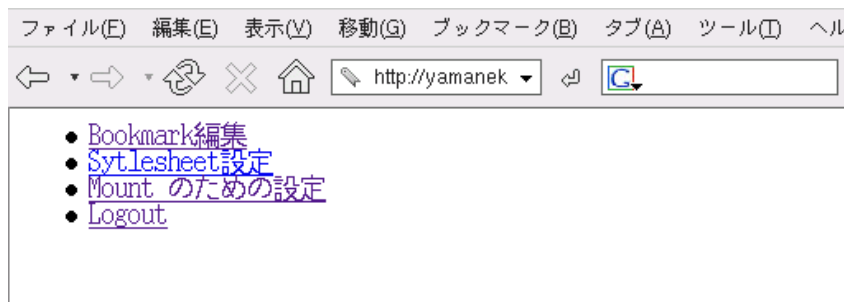 ファイル(F) 編集(E) 表示(V) 移動(G) ブックマーク(B) タブ(A) ツール(T) ヘル
http://yamanek
G
Bookmark編集
Sytlesheet設定
Mount のための設定
Logout